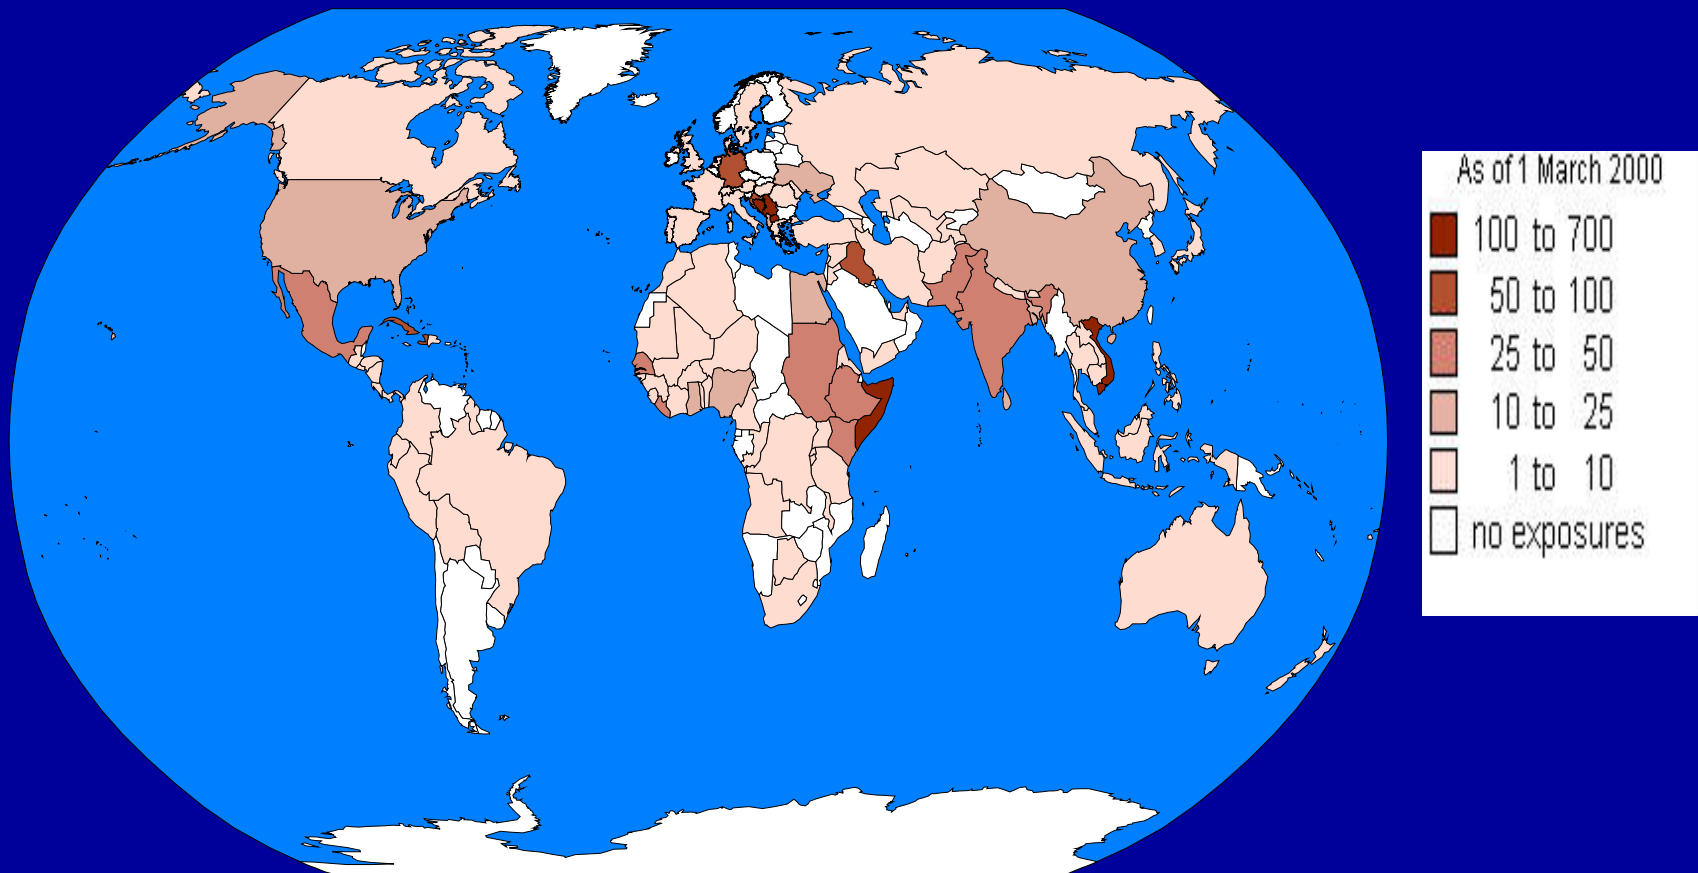 As of 1 March 2000
100 to 700
50 to 100
25 to 50
10 to 25
1 to 10
no exposures